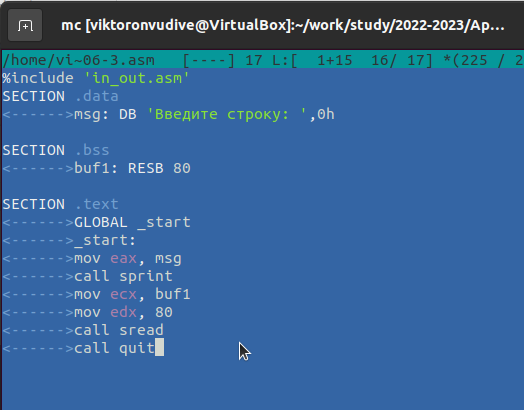 mc [viktoronvudive@VirtualBox]:~/work/study/2022-2023/Ap...
/home/vi~06-3.asm   [----] 17 L:[  1+15  16/ 17] *(225 / 2
%include 'in_out.asm'
SECTION .data
<------>msg: DB 'Введите строку: ',0h
SECTION .bss
<------>buf1: RESB 80
SECTION .text
<------>GLOBAL _start
<------>_start:
<------>mov eax, msg
<------>call sprint
<------>mov ecx, buf1
<------>mov edx, 80
<------>call sread
<------>call quit